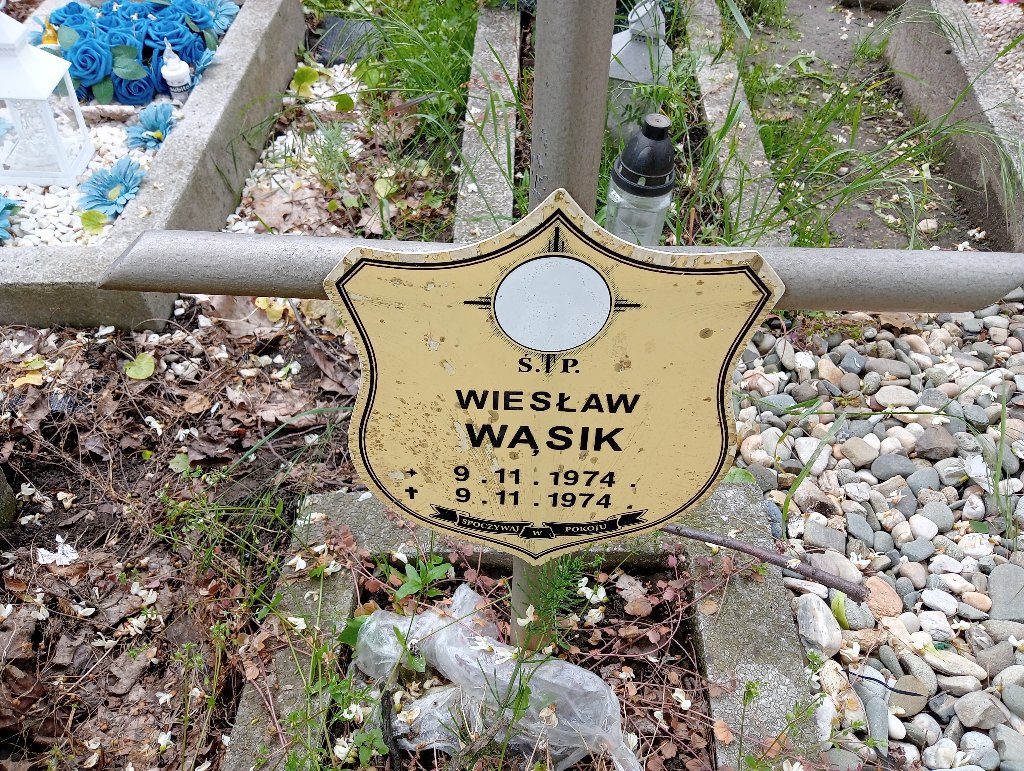 Ś.†P.
WIESŁAW
WĄSIK
* 9.11.1974.
† 9.11.1974.
SPOCZYWAJ W POKOJU